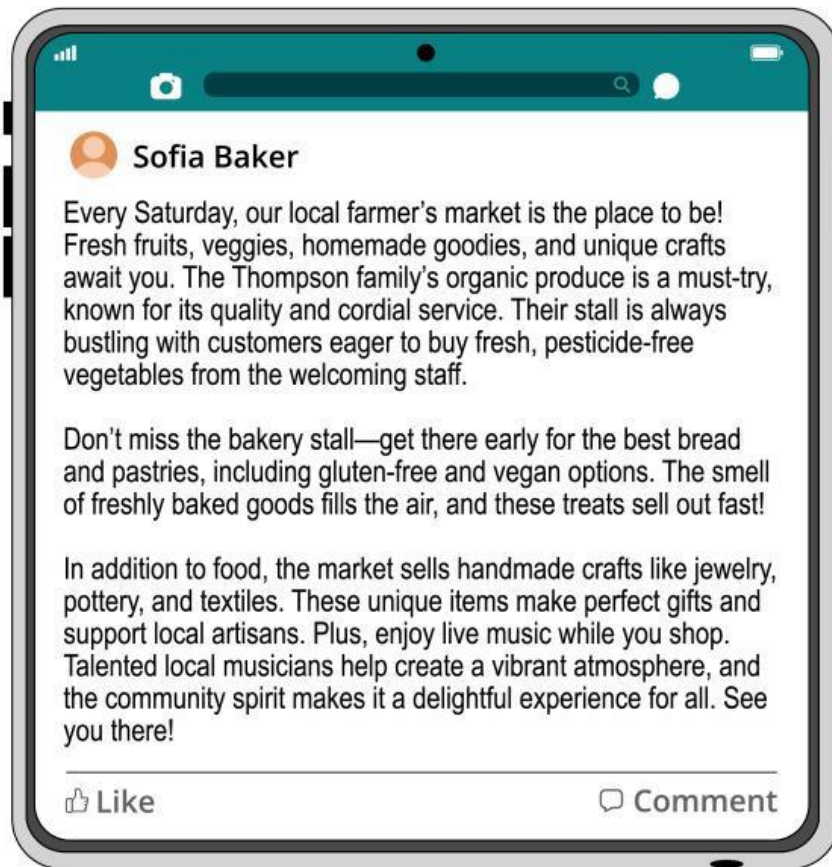 Sofia Baker
Every Saturday, our local farmer's market is the place to be!
Fresh fruits, veggies, homemade goodies, and unique crafts
await you. The Thompson family's organic produce is a must-try,
known for its quality and cordial service. Their stall is always
bustling with customers eager to buy fresh, pesticide-free
vegetables from the welcoming staff.
Don't miss the bakery stall—get there early for the best bread
and pastries, including gluten-free and vegan options. The smell
of freshly baked goods fills the air, and these treats sell out fast!
In addition to food, the market sells handmade crafts like jewelry,
pottery, and textiles. These unique items make perfect gifts and
support local artisans. Plus, enjoy live music while you shop.
Talented local musicians help create a vibrant atmosphere, and
the community spirit makes it a delightful experience for all. See
you there!
Like
Comment